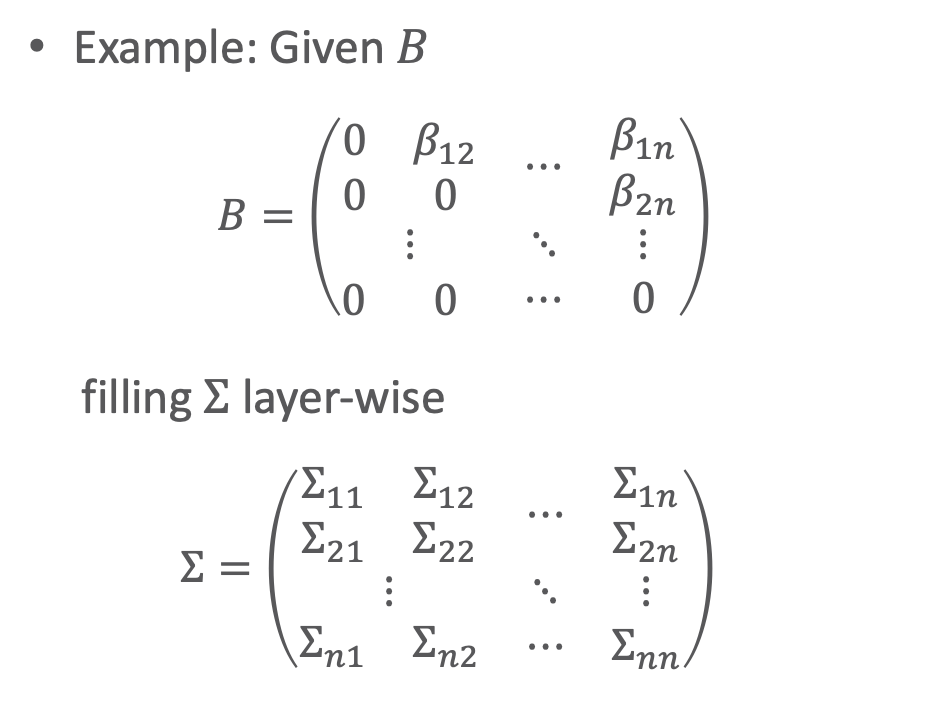 • Example: Given B
B = ( 0 β₁₂ ⋯ β₁ₙ
0 0 β₂ₙ
⋮ ⋱ ⋮
0 0 ⋯ 0 )
filling Σ layer-wise
Σ = ( Σ₁₁ Σ₁₂ ⋯ Σ₁ₙ
Σ₂₁ Σ₂₂ Σ₂ₙ
⋮ ⋱ ⋮
Σₙ₁ Σₙ₂ ⋯ Σₙₙ )